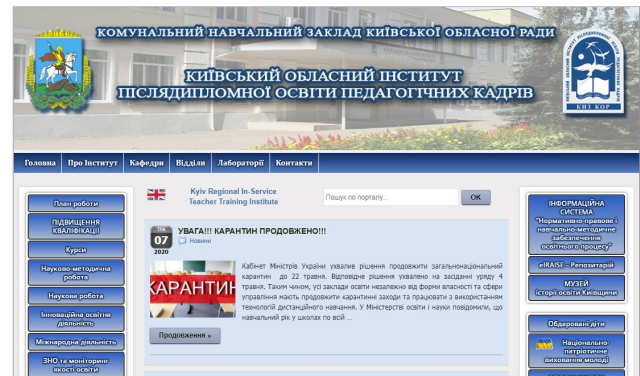 КОМУНАЛЬНИЙ НАВЧАЛЬНИЙ ЗАКЛАД КИЇВСЬКОЇ ОБЛАСНОЇ РАДИ
КИЇВСЬКИЙ ОБЛАСНИЙ ІНСТИТУТ
ПІСЛЯДИПЛОМНОЇ ОСВІТИ ПЕДАГОГІЧНИХ КАДРІВ
КНЗ КОР
Головна Про Інститут Кафедри Відділи Лабораторії Контакти
План роботи
ПІДВИЩЕННЯ
КВАЛІФІКАЦІЇ
Курси
Науково-методична
робота
Наукова робота
Інноваційна освітня
діяльність
Міжнародна діяльність
ЗНО та моніторинг
якості освіти
Kyiv Regional In-Service
Teacher Training Institute
Пошук по порталу...
OK
ТРА
07
2020
УВАГА!!! КАРАНТИН ПРОДОВЖЕНО!!!
Новини
КАРАНТИН
Кабінет Міністрів України ухвалив рішення продовжити загальнонаціональний
карантин до 22 травня. Відповідне рішення ухвалено на засіданні уряду 4
травня. Таким чином, усі заклади освіти незалежно від форми власності та сфери
управління мають продовжити карантинні заходи та працювати з використанням
технологій дистанційного навчання. У Міністерстві освіти і науки повідомили, що
навчальний рік у школах по всій ...
Продовження »
ІНФОРМАЦІЙНА
СИСТЕМА
"Нормативно-правове і
навчально-методичне
забезпечення
освітнього процесу"
elRAISE – Репозитарій
МУЗЕЙ
історії освіти Київщини
Обдаровані діти
Національно-
патріотичне
виховання молоді